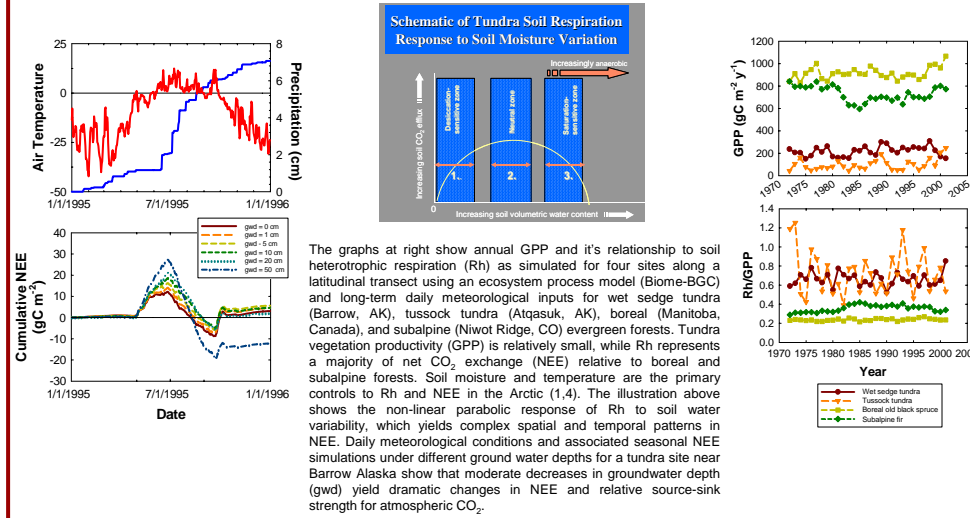 25
0
-25
-50
Air Temperature
8
6
4
2
0
Precipitation (cm)
1/1/1995
7/1/1995
1/1/1996
40
30
20
10
0
-10
-20
-30
Cumulative NEE
(gC m-2)
gwd = 0 cm
gwd = 1 cm
gwd - 5 cm
gwd = 10 cm
gwd = 20 cm
gwd = 50 cm
1/1/1995
7/1/1995
1/1/1996
Date
Schematic of Tundra Soil Respiration
Response to Soil Moisture Variation
Increasingly anaerobic
Increasing soil CO2 efflux
Desiccation-
sensitive zone
Neutral zone
Saturation-
sensitive zone
1.
2.
3.
0
Increasing soil volumetric water content
The graphs at right show annual GPP and it's relationship to soil
heterotrophic respiration (Rh) as simulated for four sites along a
latitudinal transect using an ecosystem process model (Biome-BGC)
and long-term daily meteorological inputs for wet sedge tundra
(Barrow, AK), tussock tundra (Atqasuk, AK), boreal (Manitoba,
Canada), and subalpine (Niwot Ridge, CO) evergreen forests. Tundra
vegetation productivity (GPP) is relatively small, while Rh represents
a majority of net CO2 exchange (NEE) relative to boreal and
subalpine forests. Soil moisture and temperature are the primary
controls to Rh and NEE in the Arctic (1,4). The illustration above
shows the non-linear parabolic response of Rh to soil water
variability, which yields complex spatial and temporal patterns in
NEE. Daily meteorological conditions and associated seasonal NEE
simulations under different ground water depths for a tundra site near
Barrow Alaska show that moderate decreases in groundwater depth
(gwd) yield dramatic changes in NEE and relative source-sink
strength for atmospheric CO2.
1200
1000
800
600
400
200
0
GPP (gC m-2 y-1)
1970
1975
1980
1985
1990
1995
2000
2005
1.4
1.2
1.0
0.8
0.6
0.4
0.2
0.0
Rh/GPP
1970 1975 1980 1985 1990 1995 2000 2005
Year
Wet sedge tundra
Tussock tundra
Boreal old black spruce
Subalpine fir